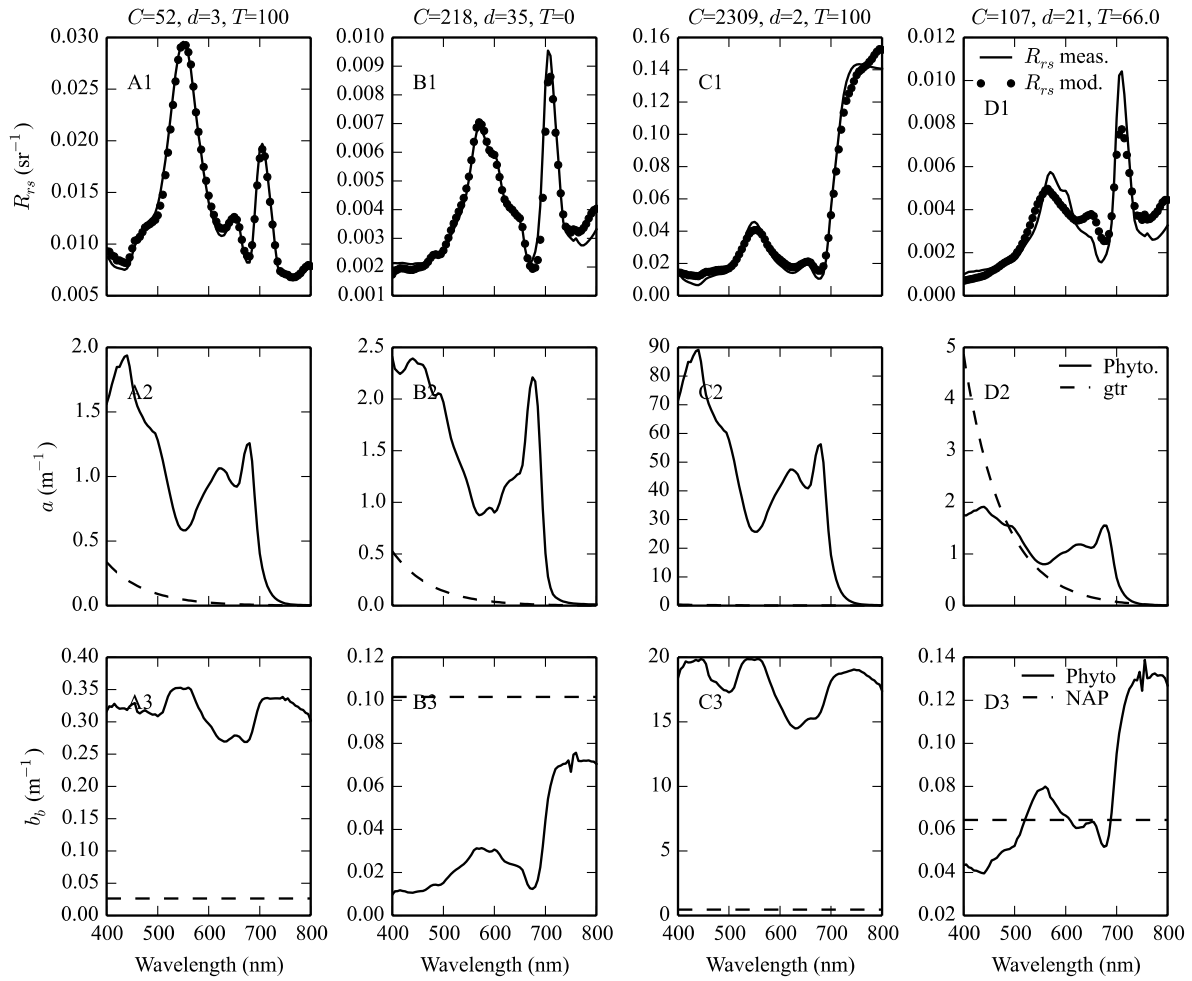 C=52, d=3, T=100
C=218, d=35, T=0
C=2309, d=2, T=100
C=107, d=21, T=66.0
0.030
0.025
0.020
0.015
0.010
0.005
R_rs (sr⁻¹)
A1
0.010
0.009
0.008
0.007
0.006
0.005
0.004
0.003
0.002
0.001
B1
0.16
0.14
0.12
0.10
0.08
0.06
0.04
0.02
0.00
C1
0.012
0.010
0.008
0.006
0.004
0.002
0.000
R_rs meas.
R_rs mod.
D1
2.0
1.5
1.0
0.5
0.0
a (m⁻¹)
A2
2.5
2.0
1.5
1.0
0.5
0.0
B2
90
80
70
60
50
40
30
20
10
0
C2
5
4
3
2
1
0
Phyto.
gtr
D2
0.40
0.35
0.30
0.25
0.20
0.15
0.10
0.05
0.00
b_b (m⁻¹)
A3
400 500 600 700 800
Wavelength (nm)
0.12
0.10
0.08
0.06
0.04
0.02
0.00
B3
400 500 600 700 800
Wavelength (nm)
20
15
10
5
0
C3
400 500 600 700 800
Wavelength (nm)
0.14
0.12
0.10
0.08
0.06
0.04
0.02
Phyto
NAP
D3
400 500 600 700 800
Wavelength (nm)